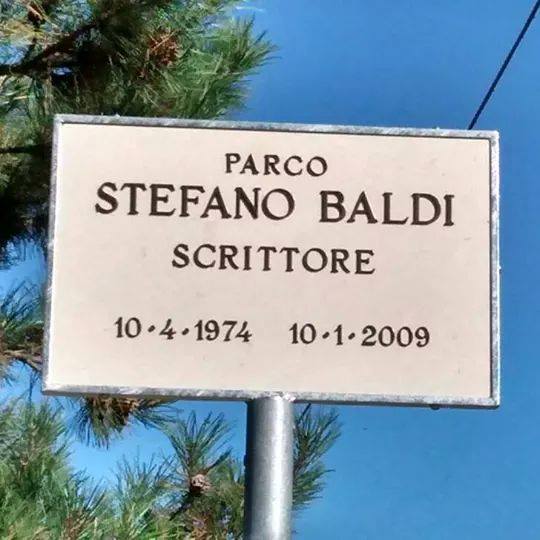 PARCO
STEFANO BALDI
SCRITTORE
10·4·1974 10·1·2009